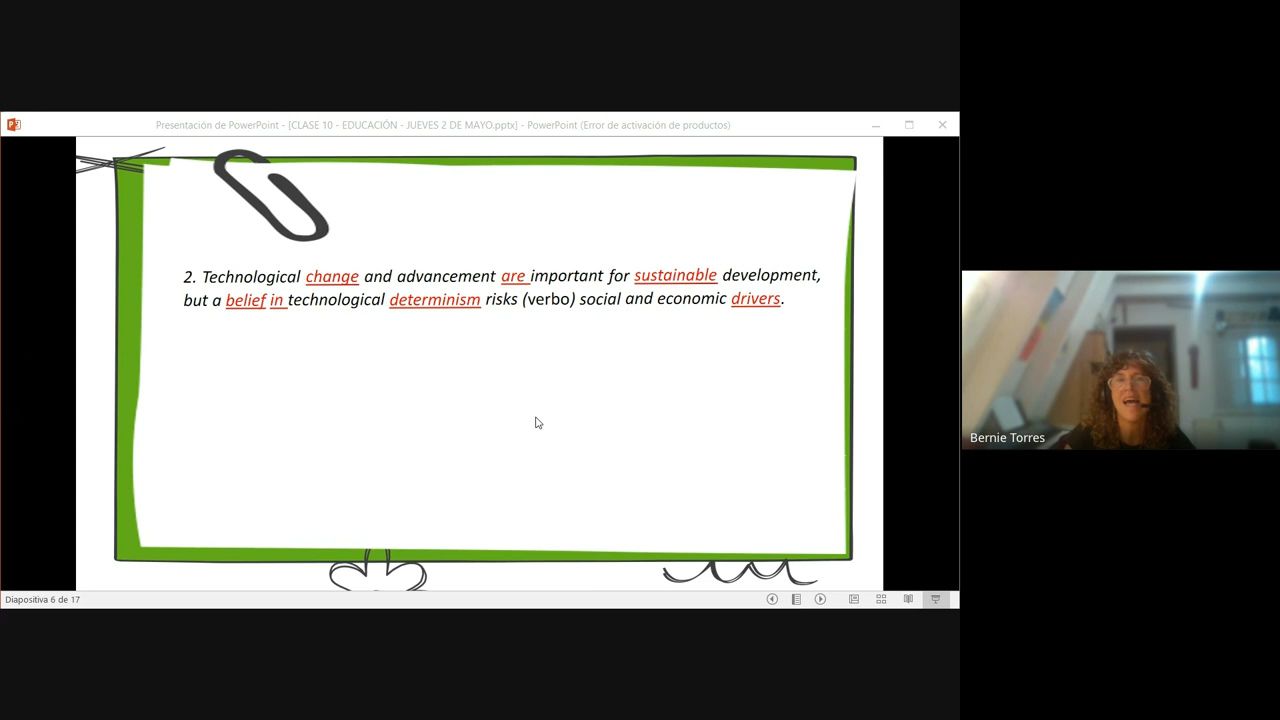 Presentación de PowerPoint - [CLASE 10 - EDUCACIÓN - JUEVES 2 DE MAYO.pptx] - PowerPoint (Error de activación de productos)
2. Technological change and advancement are important for sustainable development,
but a belief in technological determinism risks (verbo) social and economic drivers.
Bernie Torres
Diapositiva 6 de 17